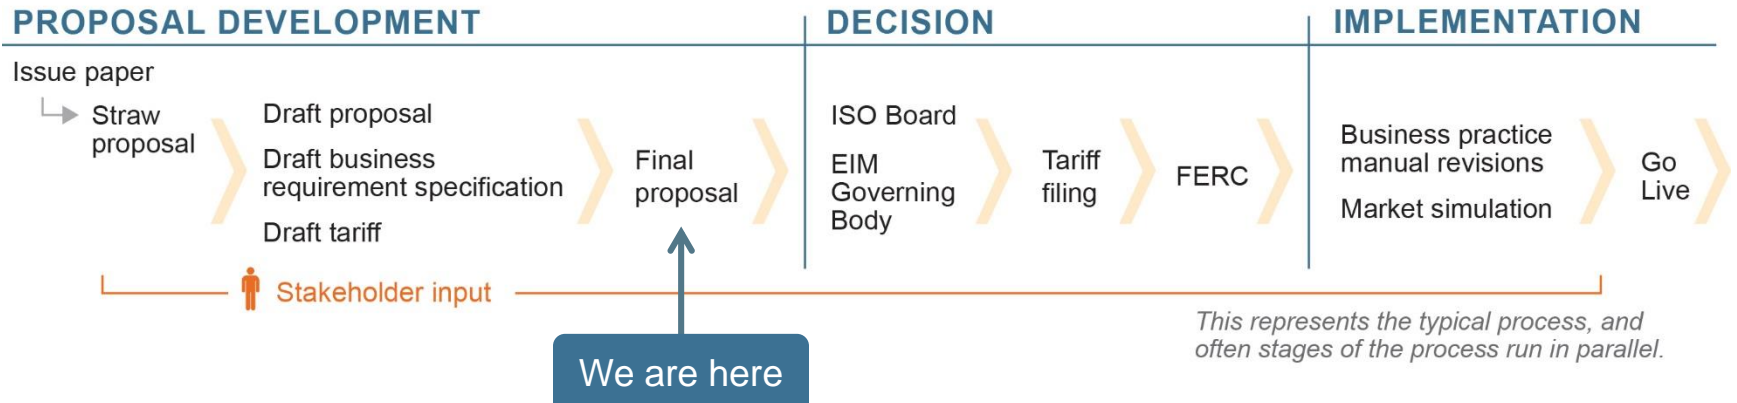 PROPOSAL DEVELOPMENT
DECISION
IMPLEMENTATION
Issue paper
Straw
proposal
Draft proposal
Draft business
requirement specification
Draft tariff
Final
proposal
ISO Board
EIM
Governing
Body
Tariff
filing
FERC
Business practice
manual revisions
Market simulation
Go
Live
Stakeholder input
This represents the typical process, and
often stages of the process run in parallel.
We are here